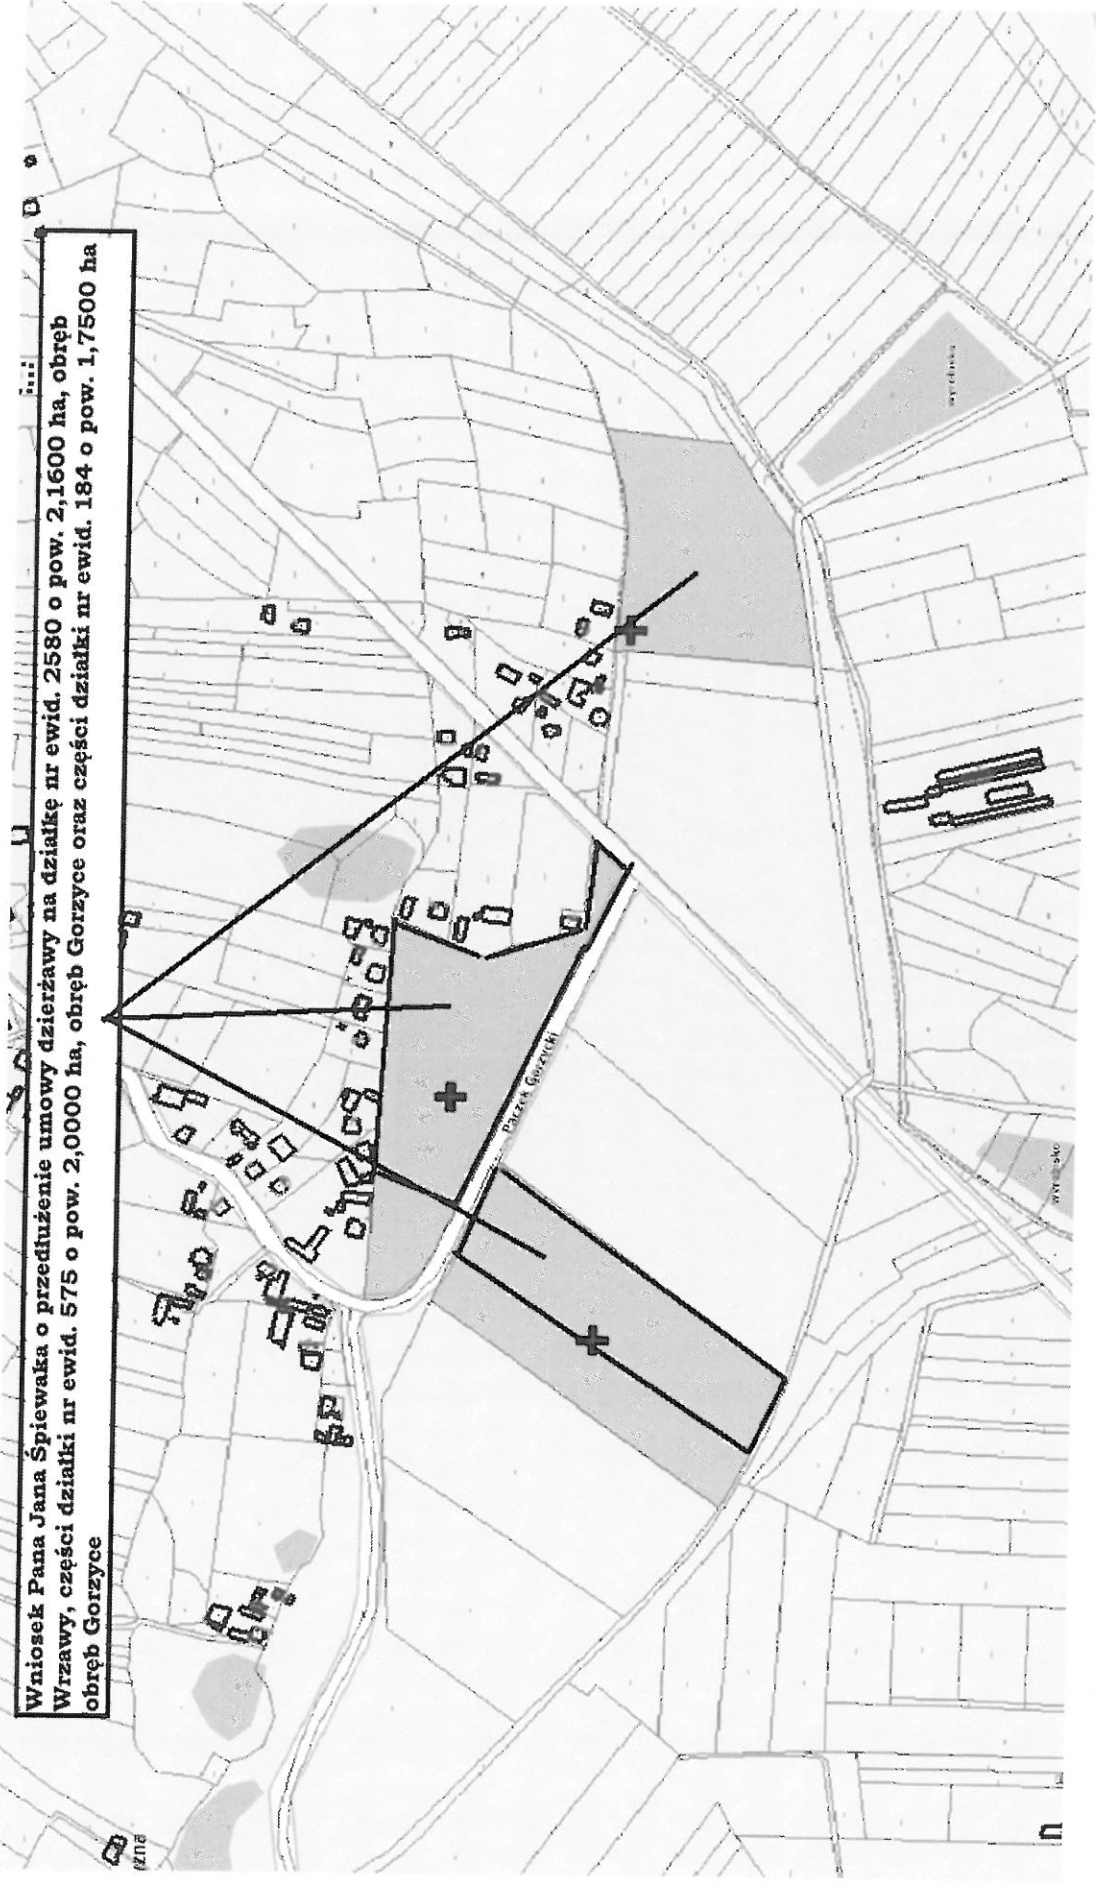 Wniosek Pana Jana Śpiewaka o przedłużenie umowy dzierżawy na działkę nr ewid. 2580 o pow. 2,1600 ha, obręb
Wrzawy, części działki nr ewid. 575 o pow. 2,0000 ha, obręb Gorzyce oraz części działki nr ewid. 184 o pow. 1,7500 ha
obręb Gorzyce
Pączek Gorzycki